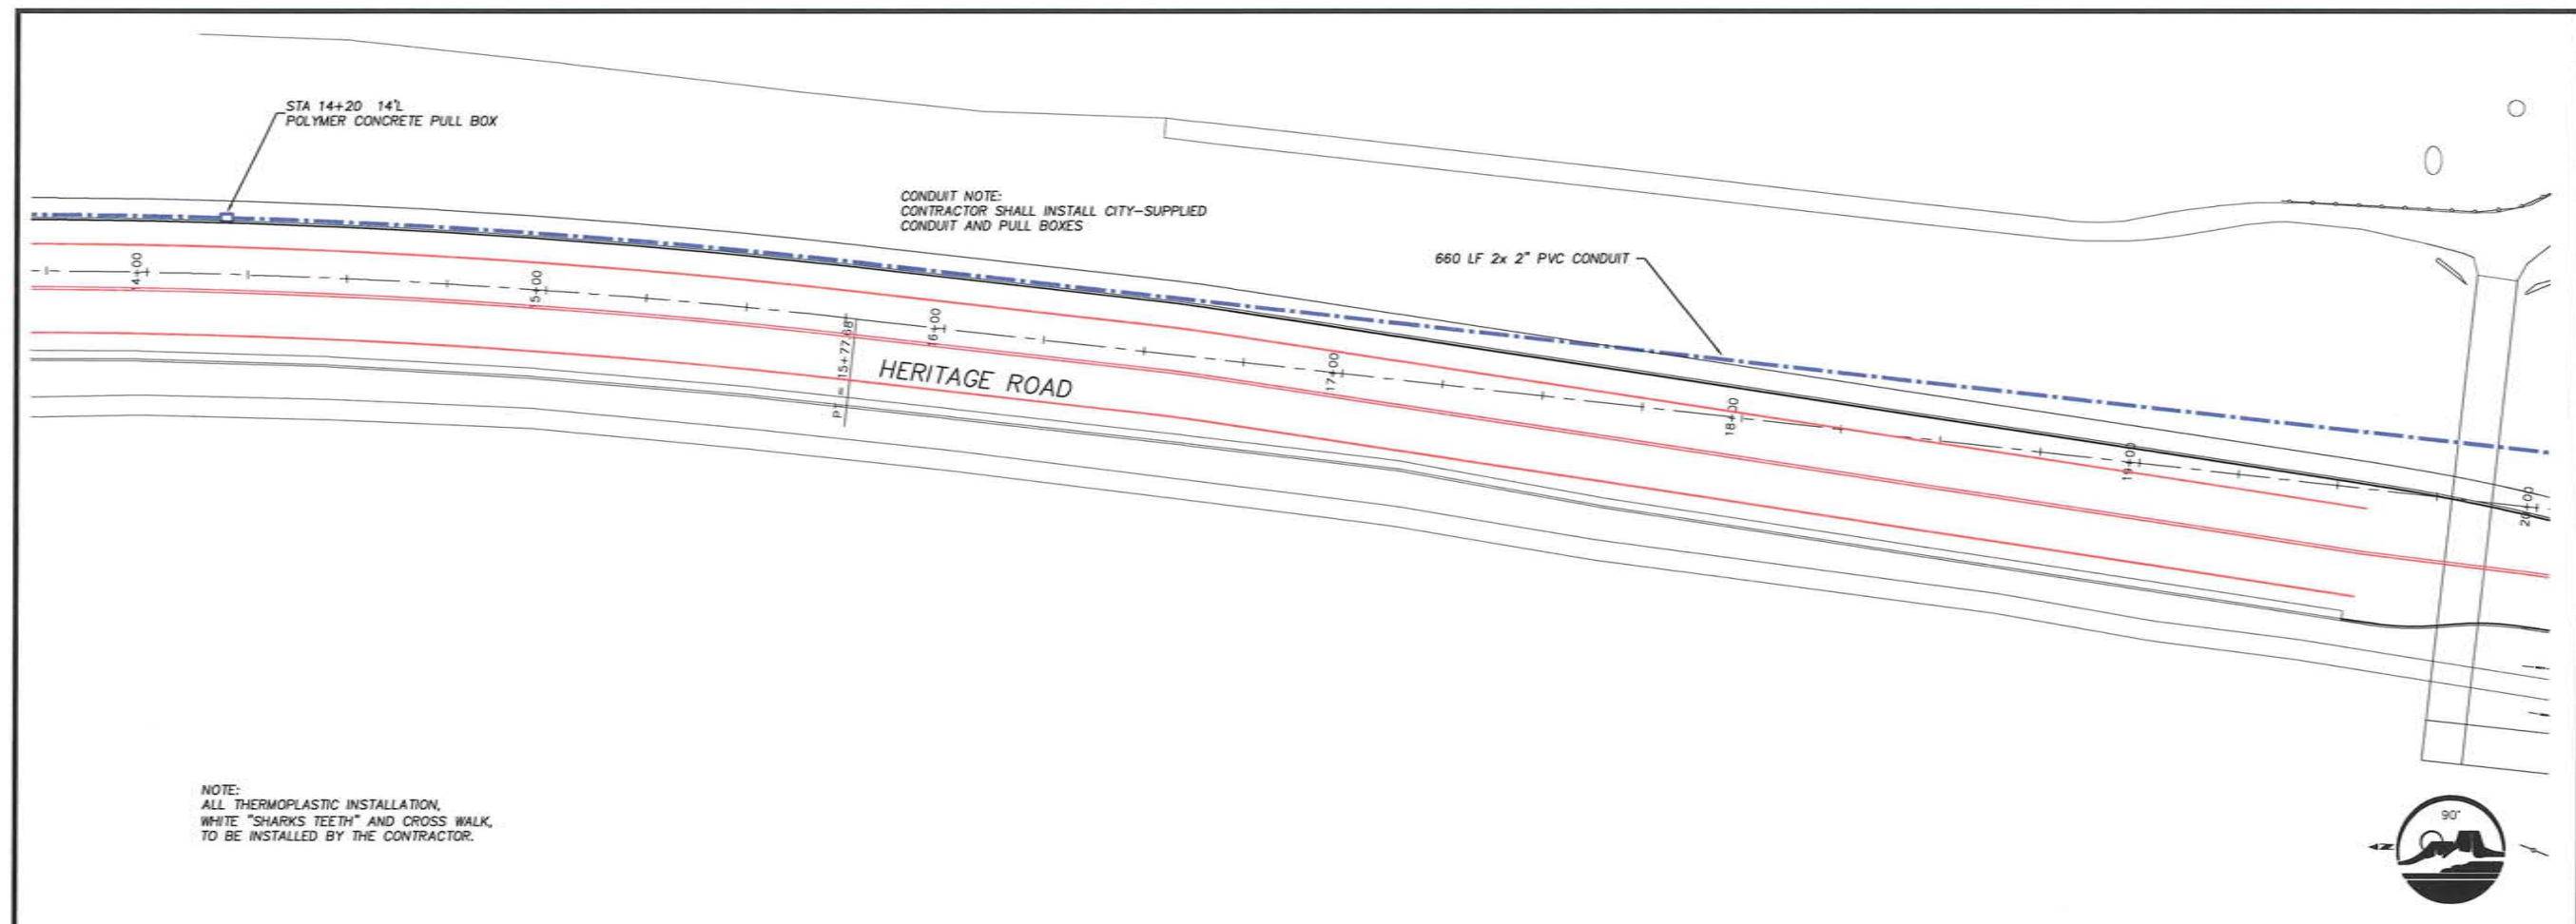 STA 14+20 14'L
POLYMER CONCRETE PULL BOX
CONDUIT NOTE:
CONTRACTOR SHALL INSTALL CITY-SUPPLIED
CONDUIT AND PULL BOXES
660 LF 2x 2" PVC CONDUIT
14+00
15+00
PT = 15+77.68
16+00
HERITAGE ROAD
17+00
18+00
19+00
20+00
NOTE:
ALL THERMOPLASTIC INSTALLATION,
WHITE "SHARKS TEETH" AND CROSS WALK,
TO BE INSTALLED BY THE CONTRACTOR.
90°
N